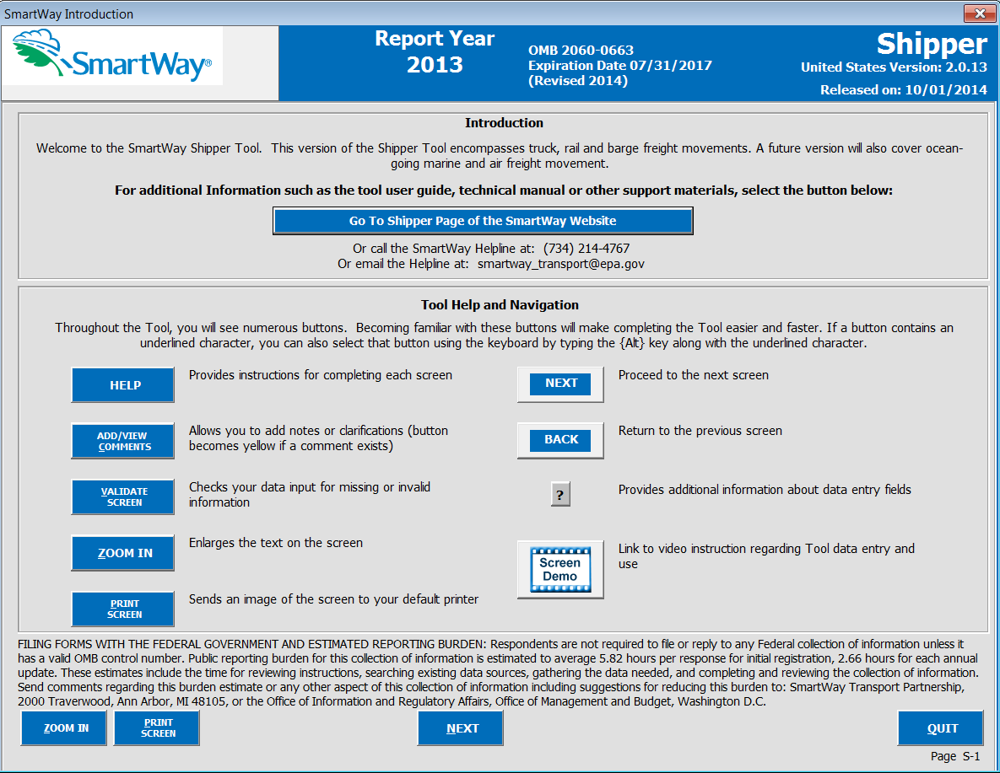 SmartWay Introduction
SmartWay®
Report Year
2013
OMB 2060-0663
Expiration Date 07/31/2017
(Revised 2014)
Shipper
United States Version: 2.0.13
Released on: 10/01/2014
Introduction
Welcome to the SmartWay Shipper Tool.  This version of the Shipper Tool encompasses truck, rail and barge freight movements. A future version will also cover ocean-
going marine and air freight movement.
For additional Information such as the tool user guide, technical manual or other support materials, select the button below:
Go To Shipper Page of the SmartWay Website
Or call the SmartWay Helpline at:  (734) 214-4767
Or email the Helpline at:  smartway_transport@epa.gov
Tool Help and Navigation
Throughout the Tool, you will see numerous buttons.  Becoming familiar with these buttons will make completing the Tool easier and faster. If a button contains an
underlined character, you can also select that button using the keyboard by typing the {Alt} key along with the underlined character.
HELP
Provides instructions for completing each screen
ADD/VIEW
COMMENTS
Allows you to add notes or clarifications (button
becomes yellow if a comment exists)
VALIDATE
SCREEN
Checks your data input for missing or invalid
information
ZOOM IN
Enlarges the text on the screen
PRINT
SCREEN
Sends an image of the screen to your default printer
NEXT
Proceed to the next screen
BACK
Return to the previous screen
?
Provides additional information about data entry fields
Screen
Demo
Link to video instruction regarding Tool data entry and
use
FILING FORMS WITH THE FEDERAL GOVERNMENT AND ESTIMATED REPORTING BURDEN: Respondents are not required to file or reply to any Federal collection of information unless it
has a valid OMB control number. Public reporting burden for this collection of information is estimated to average 5.82 hours per response for initial registration, 2.66 hours for each annual
update. These estimates include the time for reviewing instructions, searching existing data sources, gathering the data needed, and completing and reviewing the collection of information.
Send comments regarding this burden estimate or any other aspect of this collection of information including suggestions for reducing this burden to: SmartWay Transport Partnership,
2000 Traverwood, Ann Arbor, MI 48105, or the Office of Information and Regulatory Affairs, Office of Management and Budget, Washington D.C.
ZOOM IN
PRINT
SCREEN
NEXT
QUIT
Page  S-1